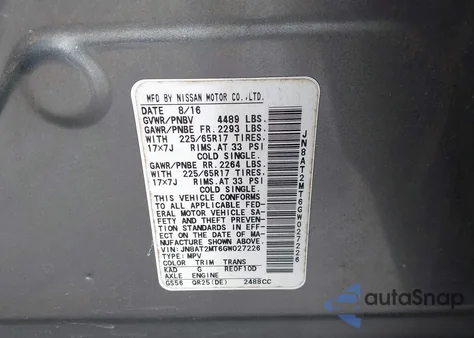 MFD BY NISSAN MOTOR CO.,LTD.
DATE 8/16
GVWR/PNBV 4489 LBS.
GAWR/PNBE FR. 2293 LBS.
WITH 225/65R17 TIRES.
17x7J RIMS.AT 33 PSI
COLD SINGLE.
GAWR/PNBE RR. 2264 LBS.
WITH 225/65R17 TIRES.
17x7J RIMS.AT 33 PSI
COLD SINGLE.
THIS VEHICLE CONFORMS
TO ALL APPLICABLE FED-
ERAL MOTOR VEHICLE SA-
FETY AND THEFT PREVEN-
TION STANDARDS IN EFF-
ECT ON THE DATE OF MA-
NUFACTURE SHOWN ABOVE.
VIN:JN8AT2MT6GW027226
TYPE: MPV
COLOR TRIM TRANS
KAD G RE0F10D
AXLE ENGINE
GS56 QR25(DE) 2488CC
JN8AT2MT6GW027226
autoSnap